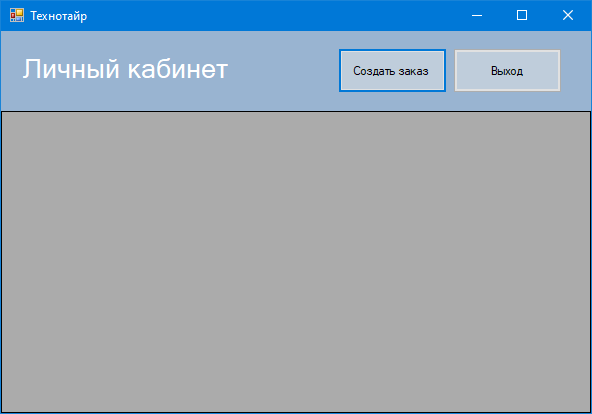 Технотайр
Личный кабинет
Создать заказ
Выход